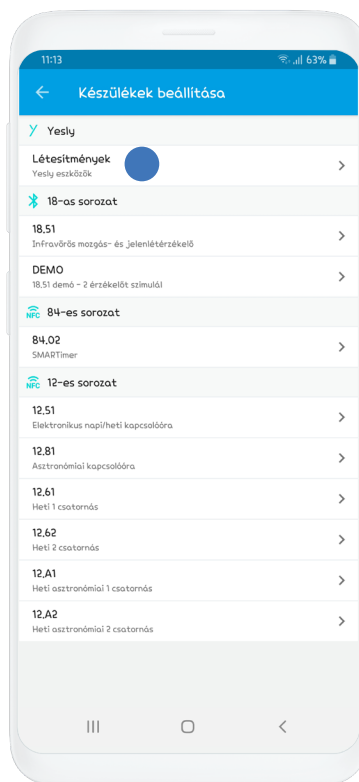 11:13 63%
Készülékek beállítása
Yesly
Létesítmények
Yesly eszközök
18-as sorozat
18.51
Infravörös mozgás- és jelenlétérzékelő
DEMO
18.51 demó - 2 érzékelőt szimulál
NFC 84-es sorozat
84.02
SMARTimer
NFC 12-es sorozat
12.51
Elektronikus napi/heti kapcsolóóra
12.81
Asztronómiai kapcsolóóra
12.61
Heti 1 csatornás
12.62
Heti 2 csatornás
12.A1
Heti asztronómiai 1 csatornás
12.A2
Heti asztronómiai 2 csatornás